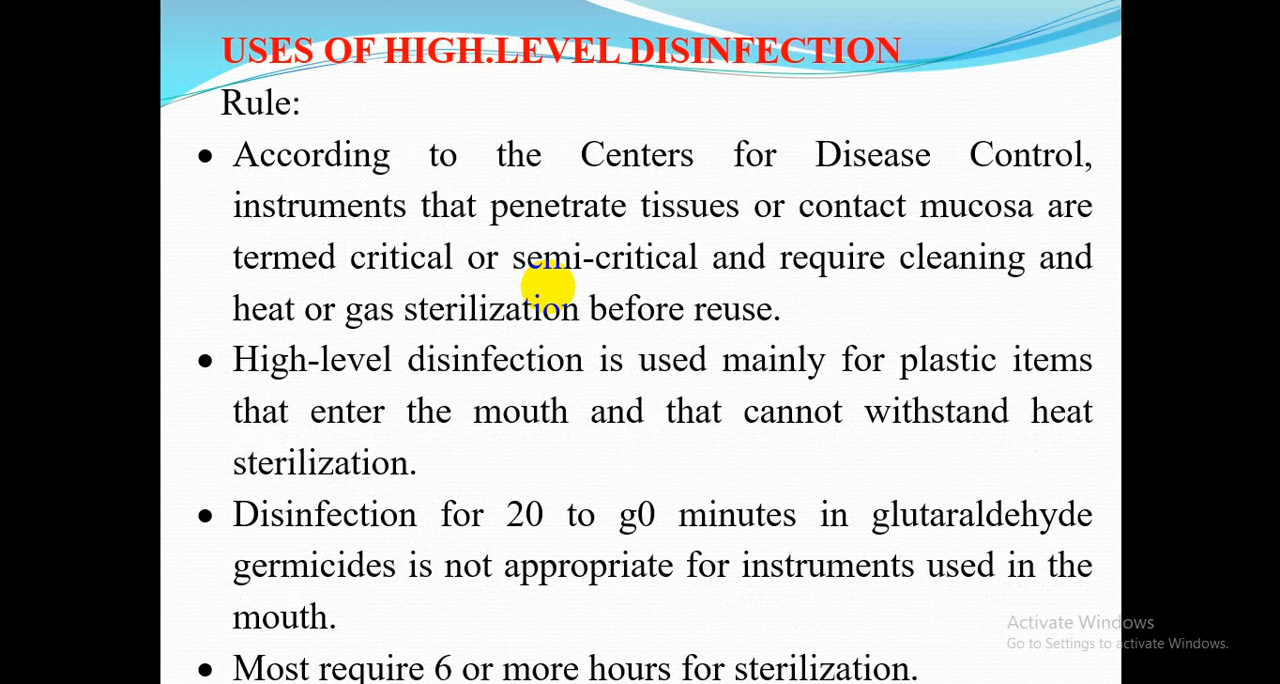 USES OF HIGH.LEVEL DISINFECTION
Rule:
• According to the Centers for Disease Control,
instruments that penetrate tissues or contact mucosa are
termed critical or semi-critical and require cleaning and
heat or gas sterilization before reuse.
• High-level disinfection is used mainly for plastic items
that enter the mouth and that cannot withstand heat
sterilization.
• Disinfection for 20 to g0 minutes in glutaraldehyde
germicides is not appropriate for instruments used in the
mouth.
• Most require 6 or more hours for sterilization.
Activate Windows
Go to Settings to activate Windows.